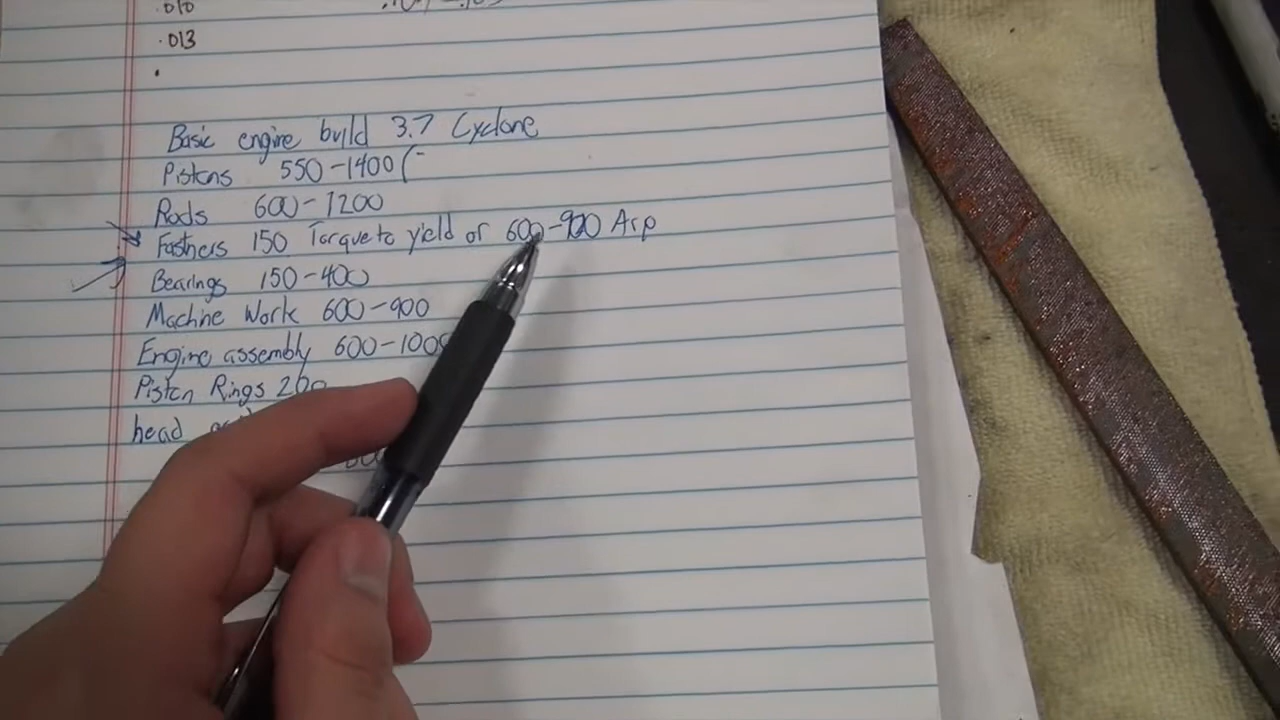 .010
.013
.
Basic engine build 3.7 Cyclone
Pistons 550-1400(-
Rods 600-1200
Fastners 150 Torque to yield or 600-900 Arp
Bearings 150-400
Machine Work 600-900
Engine assembly 600-1000
Piston Rings 200
head